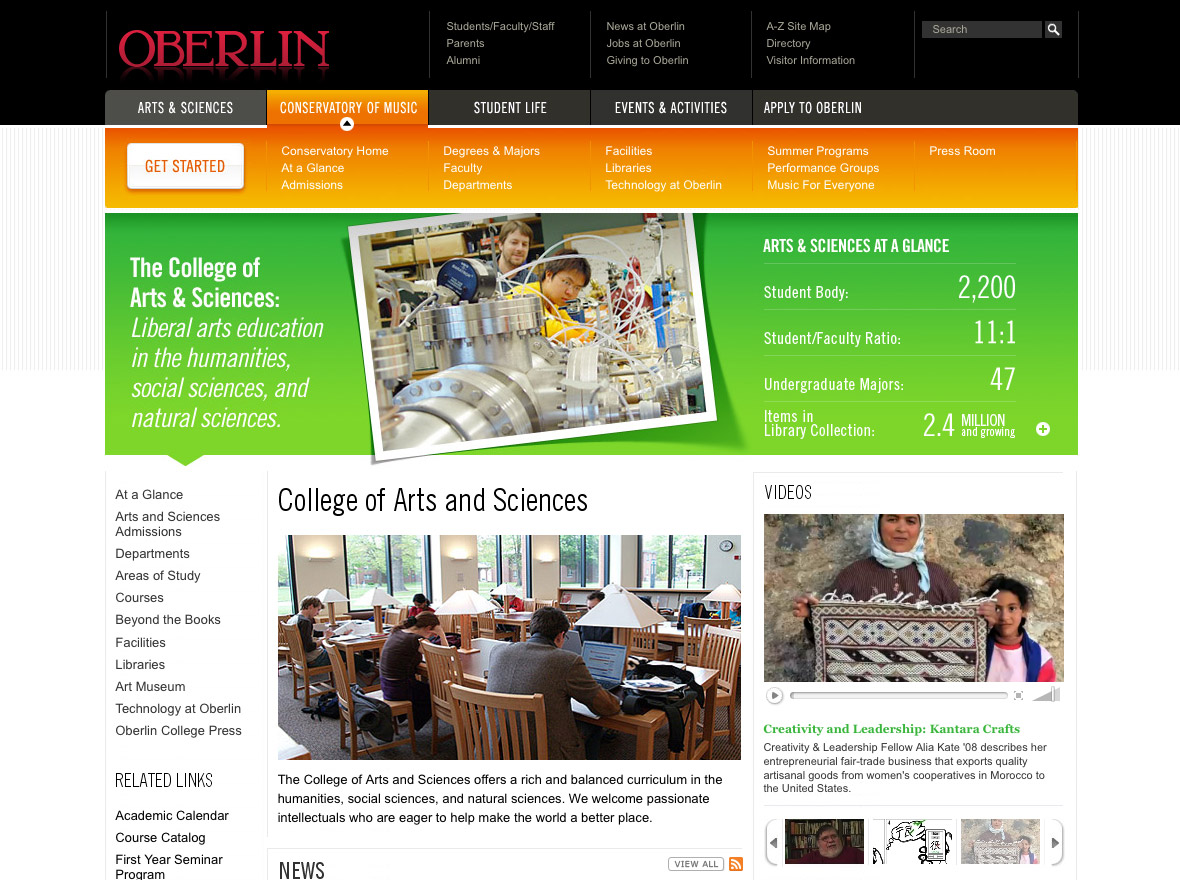 OBERLIN
Students/Faculty/Staff
Parents
Alumni
News at Oberlin
Jobs at Oberlin
Giving to Oberlin
A-Z Site Map
Directory
Visitor Information
Search
ARTS & SCIENCES
CONSERVATORY OF MUSIC
STUDENT LIFE
EVENTS & ACTIVITIES
APPLY TO OBERLIN
GET STARTED
Conservatory Home
At a Glance
Admissions
Degrees & Majors
Faculty
Departments
Facilities
Libraries
Technology at Oberlin
Summer Programs
Performance Groups
Music For Everyone
Press Room
The College of
Arts & Sciences:
Liberal arts education
in the humanities,
social sciences, and
natural sciences.
ARTS & SCIENCES AT A GLANCE
Student Body: 2,200
Student/Faculty Ratio: 11:1
Undergraduate Majors: 47
Items in
Library Collection: 2.4 MILLION
and growing
At a Glance
Arts and Sciences
Admissions
Departments
Areas of Study
Courses
Beyond the Books
Facilities
Libraries
Art Museum
Technology at Oberlin
Oberlin College Press
RELATED LINKS
Academic Calendar
Course Catalog
First Year Seminar
Program
College of Arts and Sciences
The College of Arts and Sciences offers a rich and balanced curriculum in the
humanities, social sciences, and natural sciences. We welcome passionate
intellectuals who are eager to help make the world a better place.
NEWS
VIEW ALL
VIDEOS
Creativity and Leadership: Kantara Crafts
Creativity & Leadership Fellow Alia Kate '08 describes her
entrepreneurial fair-trade business that exports quality
artisanal goods from women's cooperatives in Morocco to
the United States.